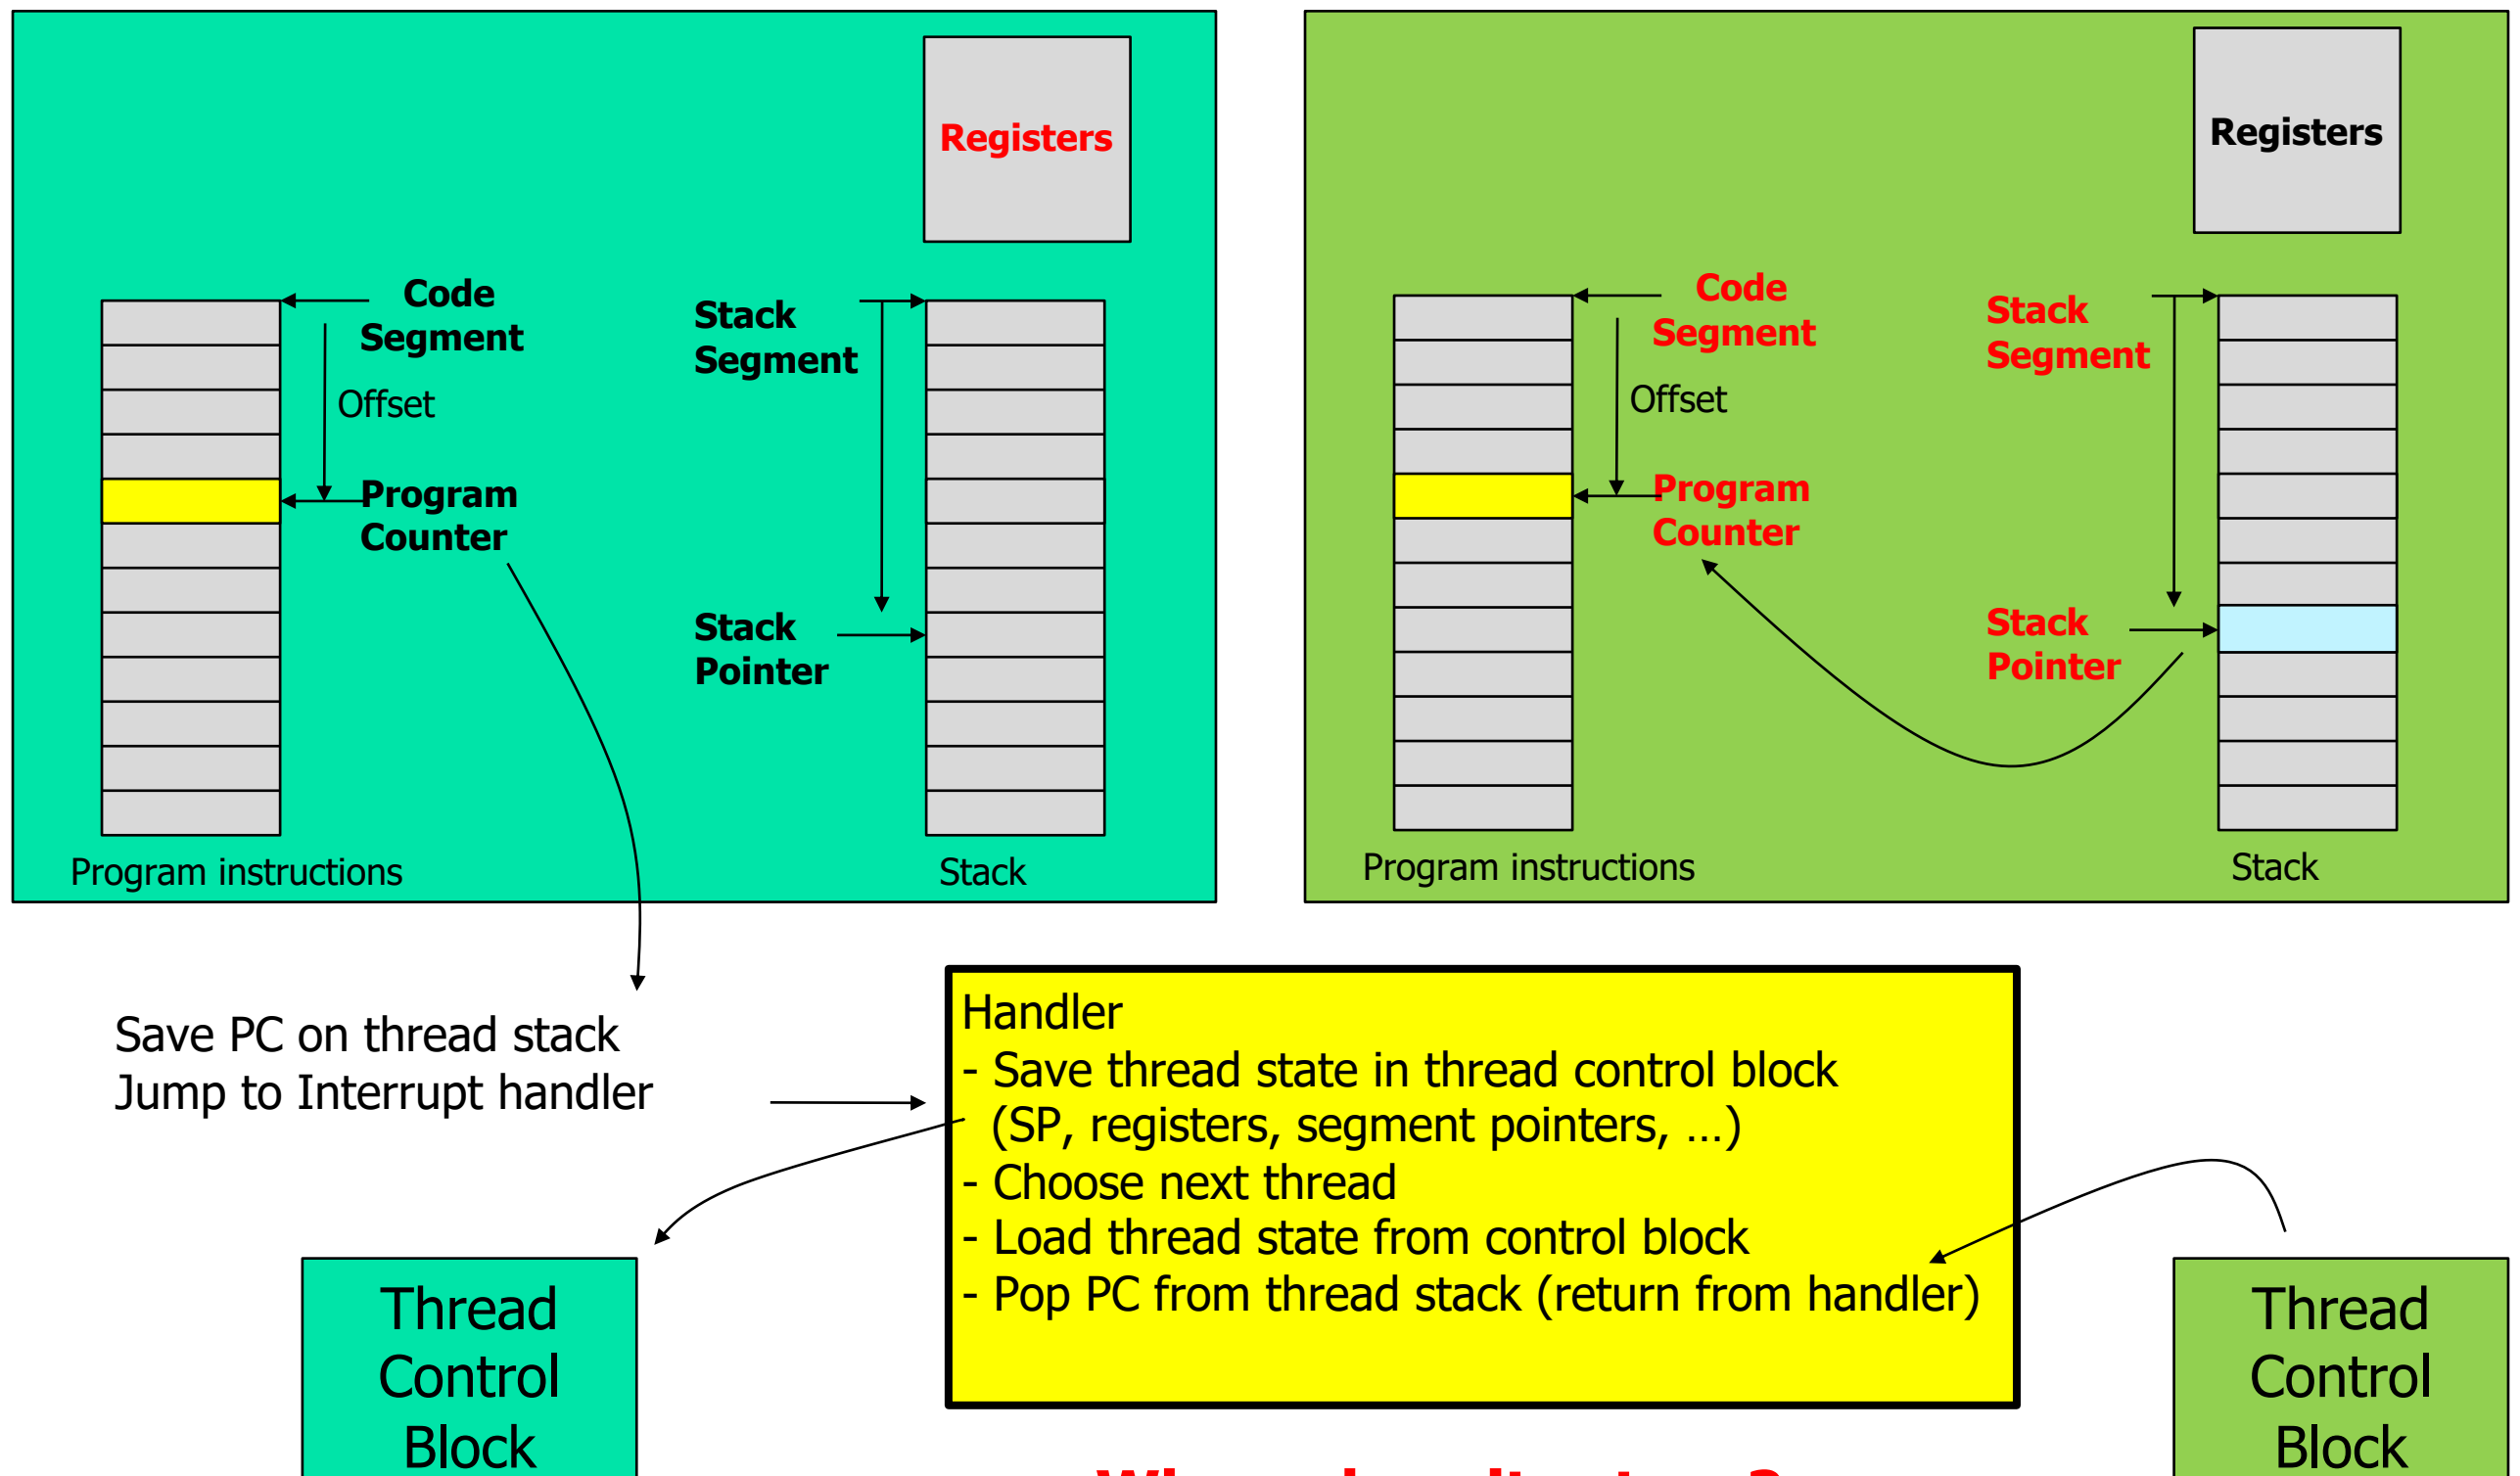 Registers
Code
Segment
Offset
Program
Counter
Stack
Segment
Stack
Pointer
Program instructions
Stack
Registers
Code
Segment
Offset
Program
Counter
Stack
Segment
Stack
Pointer
Program instructions
Stack
Save PC on thread stack
Jump to Interrupt handler
Handler
- Save thread state in thread control block
(SP, registers, segment pointers, ...)
- Choose next thread
- Load thread state from control block
- Pop PC from thread stack (return from handler)
Thread
Control
Block
Thread
Control
Block